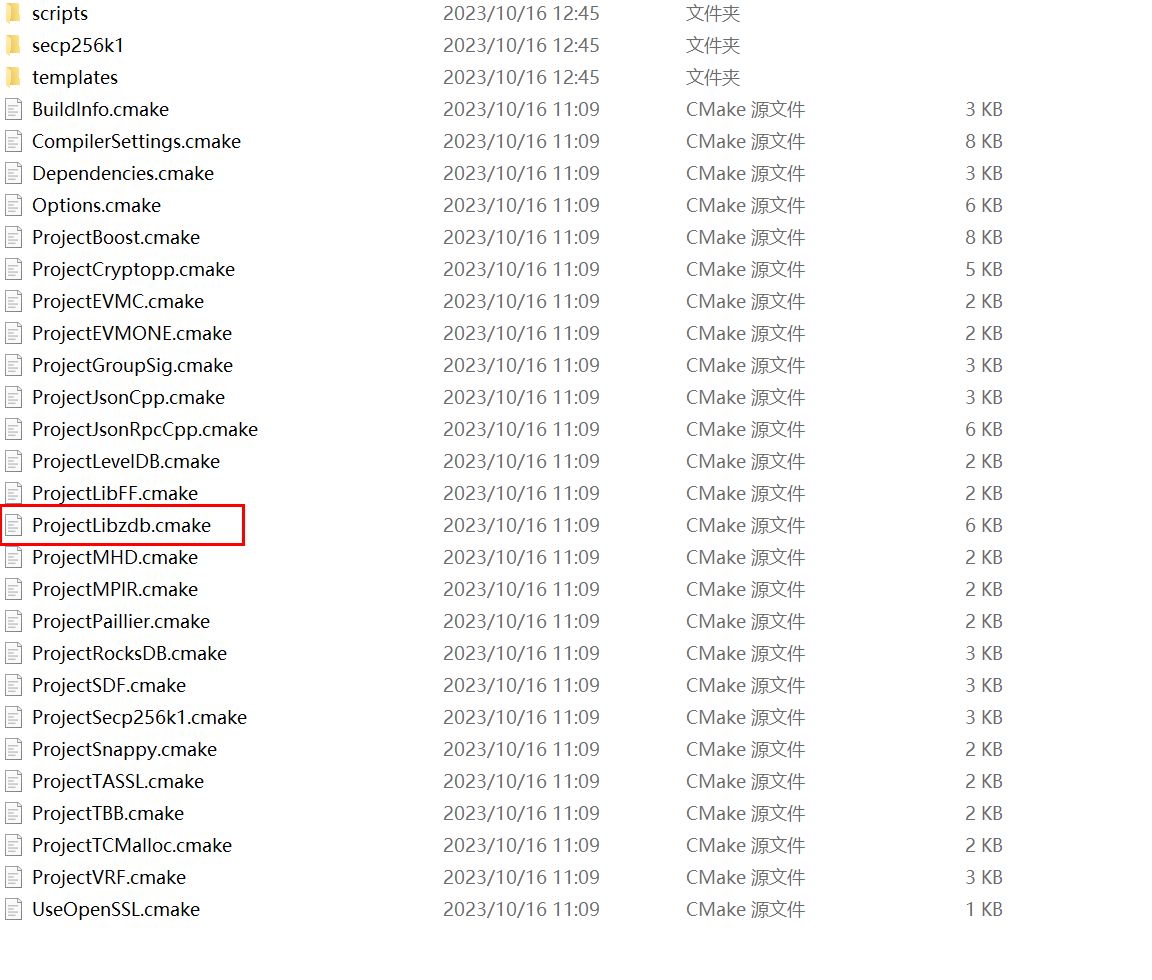 scripts 2023/10/16 12:45 文件夹
secp256k1 2023/10/16 12:45 文件夹
templates 2023/10/16 12:45 文件夹
BuildInfo.cmake 2023/10/16 11:09 CMake 源文件 3 KB
CompilerSettings.cmake 2023/10/16 11:09 CMake 源文件 8 KB
Dependencies.cmake 2023/10/16 11:09 CMake 源文件 3 KB
Options.cmake 2023/10/16 11:09 CMake 源文件 6 KB
ProjectBoost.cmake 2023/10/16 11:09 CMake 源文件 8 KB
ProjectCryptopp.cmake 2023/10/16 11:09 CMake 源文件 5 KB
ProjectEVMC.cmake 2023/10/16 11:09 CMake 源文件 2 KB
ProjectEVMONE.cmake 2023/10/16 11:09 CMake 源文件 2 KB
ProjectGroupSig.cmake 2023/10/16 11:09 CMake 源文件 3 KB
ProjectJsonCpp.cmake 2023/10/16 11:09 CMake 源文件 3 KB
ProjectJsonRpcCpp.cmake 2023/10/16 11:09 CMake 源文件 6 KB
ProjectLevelDB.cmake 2023/10/16 11:09 CMake 源文件 2 KB
ProjectLibFF.cmake 2023/10/16 11:09 CMake 源文件 2 KB
ProjectLibzdb.cmake 2023/10/16 11:09 CMake 源文件 6 KB
ProjectMHD.cmake 2023/10/16 11:09 CMake 源文件 2 KB
ProjectMPIR.cmake 2023/10/16 11:09 CMake 源文件 2 KB
ProjectPaillier.cmake 2023/10/16 11:09 CMake 源文件 2 KB
ProjectRocksDB.cmake 2023/10/16 11:09 CMake 源文件 3 KB
ProjectSDF.cmake 2023/10/16 11:09 CMake 源文件 3 KB
ProjectSecp256k1.cmake 2023/10/16 11:09 CMake 源文件 3 KB
ProjectSnappy.cmake 2023/10/16 11:09 CMake 源文件 2 KB
ProjectTASSL.cmake 2023/10/16 11:09 CMake 源文件 2 KB
ProjectTBB.cmake 2023/10/16 11:09 CMake 源文件 2 KB
ProjectTCMalloc.cmake 2023/10/16 11:09 CMake 源文件 2 KB
ProjectVRF.cmake 2023/10/16 11:09 CMake 源文件 3 KB
UseOpenSSL.cmake 2023/10/16 11:09 CMake 源文件 1 KB